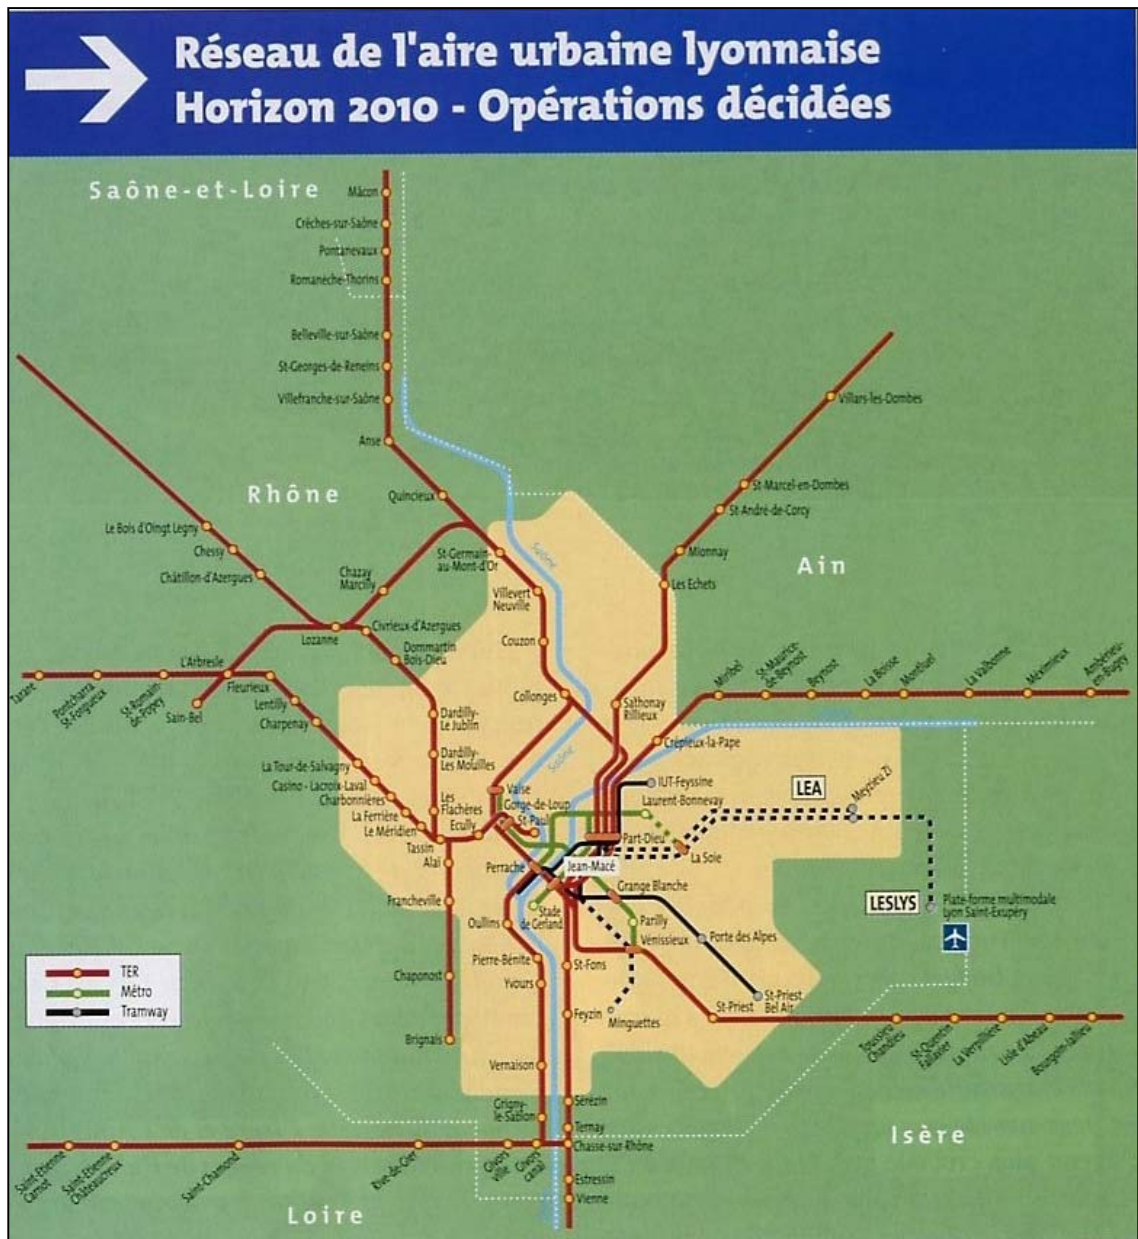 Réseau de l'aire urbaine lyonnaise
Horizon 2010 - Opérations décidées
Saône-et-Loire
Mâcon
Crêches-sur-Saône
Pontanevaux
Romanèche-Thorins
Belleville-sur-Saône
St-Georges-de-Reneins
Villefranche-sur-Saône
Anse
Villars-les-Dombes
Rhône
Quincieux
St-Marcel-en-Dombes
St-André-de-Corcy
Le Bois d'Oingt Legny
Chessy
Châtillon-d'Azergues
Chazay
Marcilly
St-Germain-
au-Mont-d'Or
Saône
Mionnay
Les Echets
Ain
Villevert
Neuville
Lozanne
Civrieux-d'Azergues
Couzon
Dommartin
Bois-Dieu
L'Arbresle
Tarare
Pontcharra
St-Forgueux
St-Romain-
de-Popey
Sain-Bel
Fleurieux
Lentilly
Charpenay
Dardilly-
Le Jubin
Collonges
Sathonay
Rillieux
Miribel
St-Maurice-
de-Beynost
Beynost
La Boisse
Montluel
La Valbonne
Méximieux
Ambérieu-
en-Bugey
Crépieux-la-Pape
Dardilly-
Les Mouilles
Saône
La Tour-de-Salvagny
Casino - Lacroix-Laval
Charbonnières
La Ferrière
Le Méridien
Tassin
Les
Flachères
Ecully
Vaise
Gorge-de-Loup
St-Paul
IUT-Feyssine
Laurent-Bonnevay
LEA
Meyzieu ZI
Part-Dieu
La Soie
Alaï
Perrache
Jean-Macé
Grange Blanche
Francheville
Oullins
Stade
de Gerland
Parilly
Vénissieux
Porte des Alpes
LESLYS
Plate-forme multimodale
Lyon Saint-Exupéry
Pierre-Bénite
Yvours
St-Fons
Chaponost
TER
Métro
Tramway
Feyzin
Minguettes
St-Priest
St-Priest
Bel Air
Brignais
Toussieu
Chandieu
St-Quentin
Fallavier
La Verpillière
L'Isle d'Abeau
Bourgoin-Jallieu
Vernaison
Grigny-
le-Sablon
Sérézin
Ternay
Chasse-sur-Rhône
Isère
Saint-Etienne
Carnot
Saint-Etienne
Châteaucreux
Saint-Chamond
Rive-de-Gier
Givors
ville
Givors
canal
Estressin
Vienne
Loire